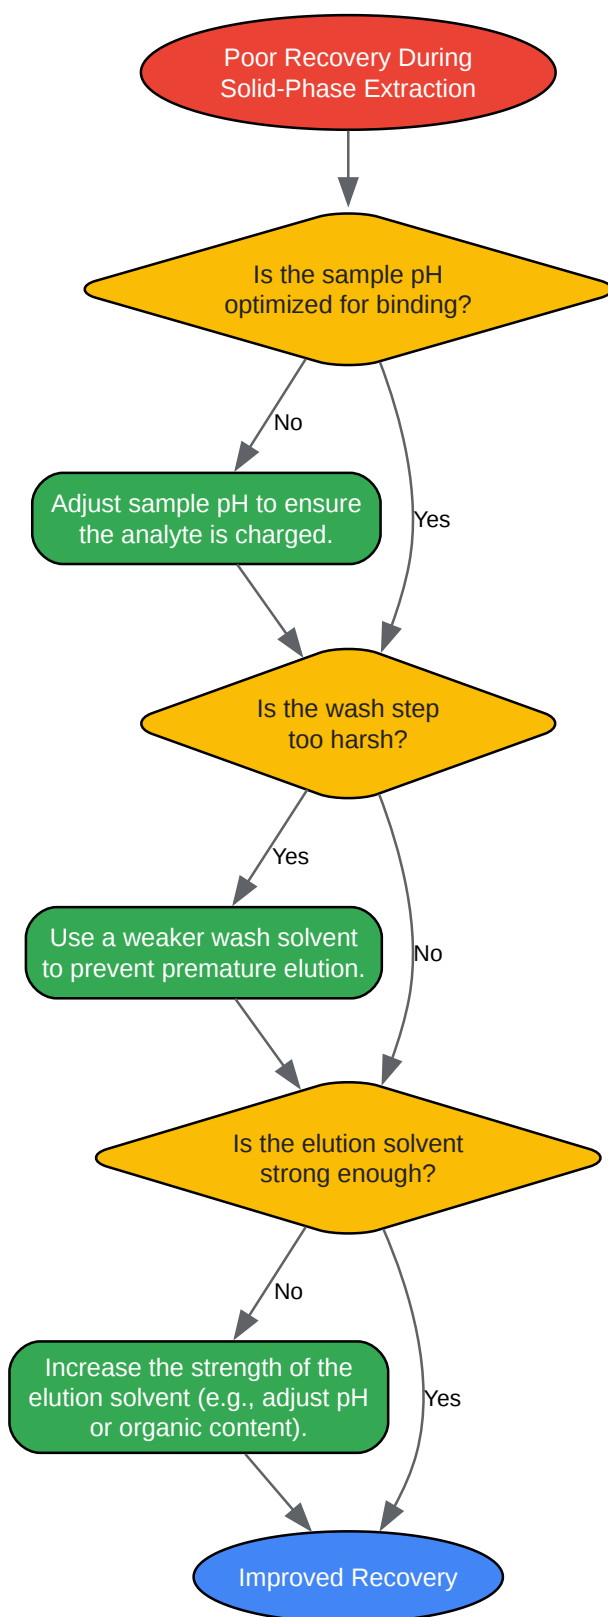 Poor Recovery During
Solid-Phase Extraction
Is the sample pH
optimized for binding?
No
Adjust sample pH to ensure
the analyte is charged.
Yes
Is the wash step
too harsh?
Yes
Use a weaker wash solvent
to prevent premature elution.
No
Is the elution solvent
strong enough?
No
Increase the strength of the
elution solvent (e.g., adjust pH
or organic content).
Yes
Improved Recovery